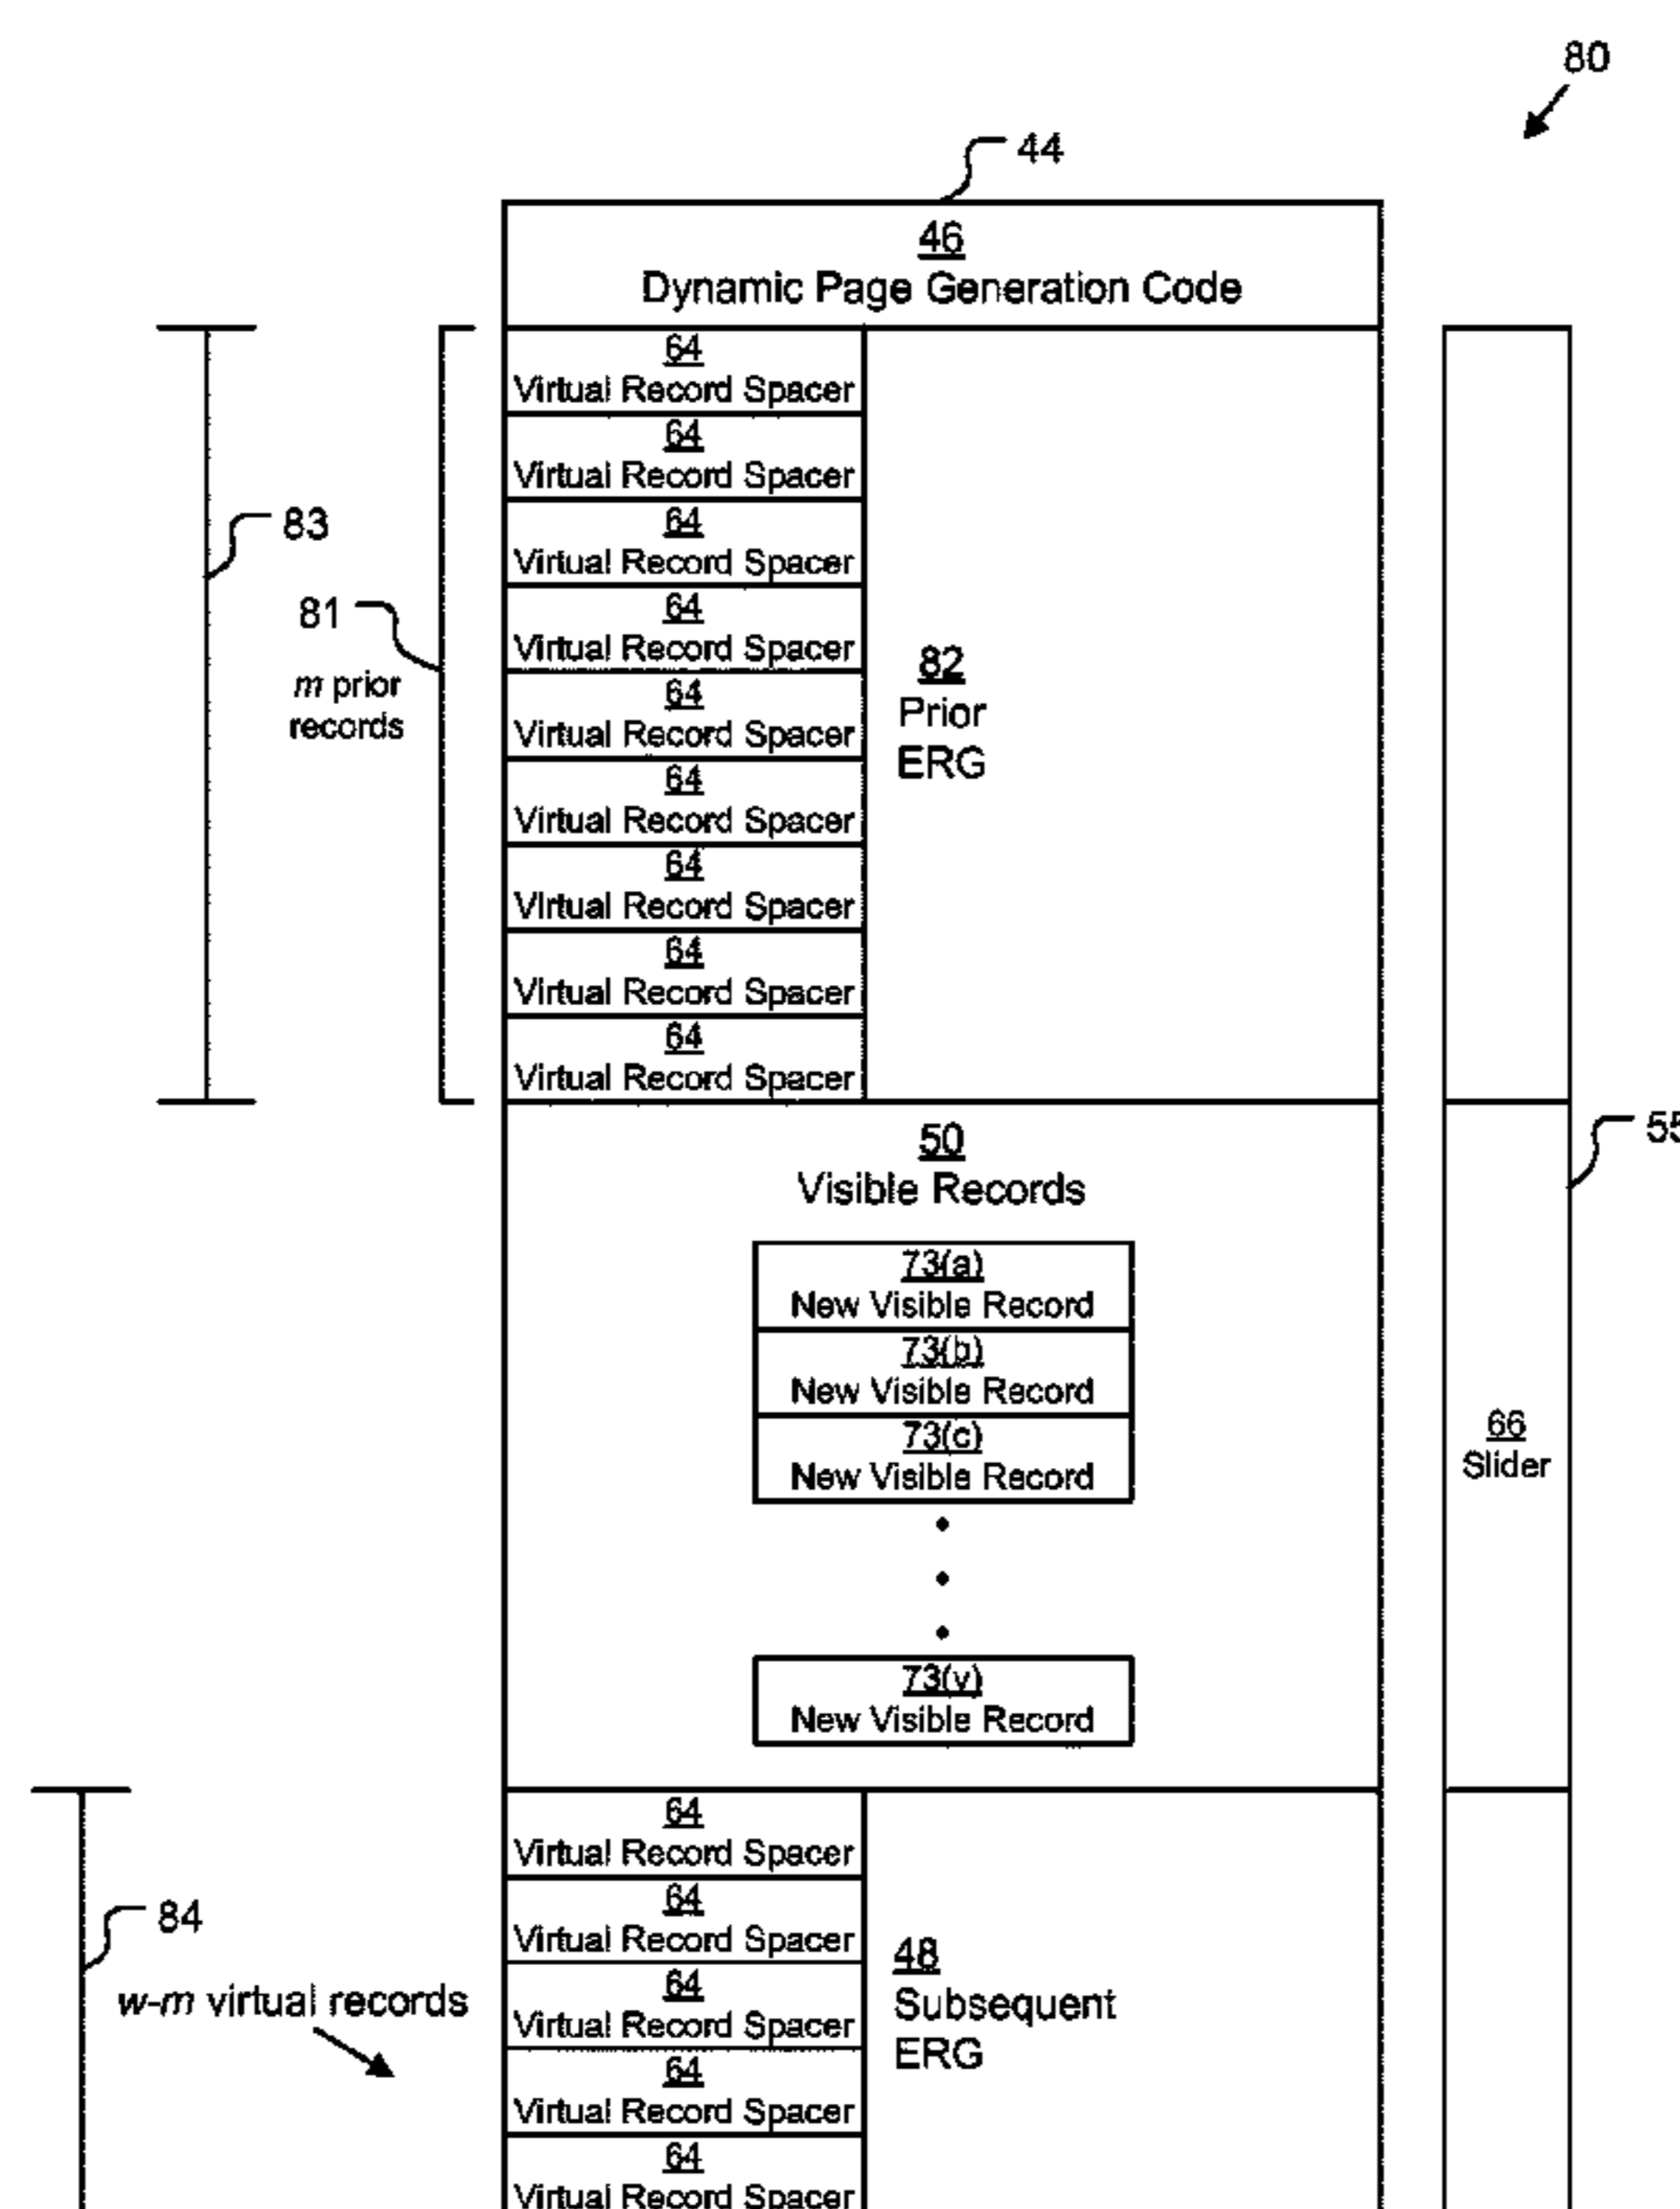 80
44
46
Dynamic Page Generation Code
64
Virtual Record Spacer
64
Virtual Record Spacer
64
Virtual Record Spacer
64
Virtual Record Spacer
64
Virtual Record Spacer
64
Virtual Record Spacer
64
Virtual Record Spacer
64
Virtual Record Spacer
64
Virtual Record Spacer
83
81
m prior
records
82
Prior
ERG
50
Visible Records
55
73(a)
New Visible Record
73(b)
New Visible Record
73(c)
New Visible Record
73(v)
New Visible Record
66
Slider
64
Virtual Record Spacer
64
Virtual Record Spacer
64
Virtual Record Spacer
64
Virtual Record Spacer
64
Virtual Record Spacer
84
w-m virtual records
48
Subsequent
ERG